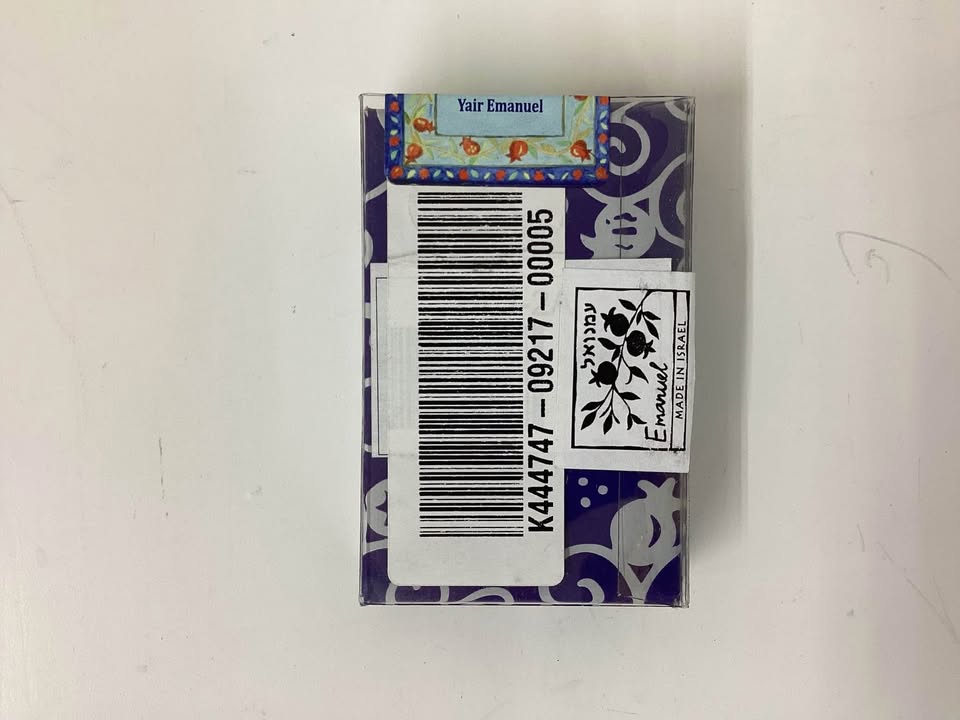 Yair Emanuel
K444747-09217-00005
עמנואל
Emanuel
MADE IN ISRAEL